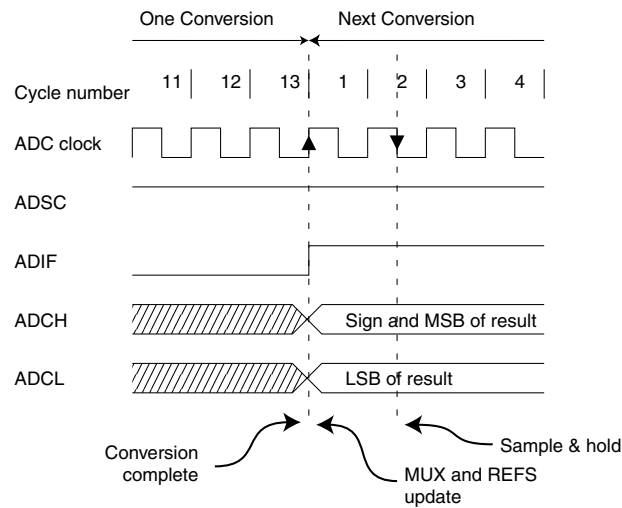 One Conversion Next Conversion
Cycle number 11 12 13 1 2 3 4
ADC clock
ADSC
ADIF
ADCH Sign and MSB of result
ADCL LSB of result
Conversion
complete
MUX and REFS
update
Sample & hold